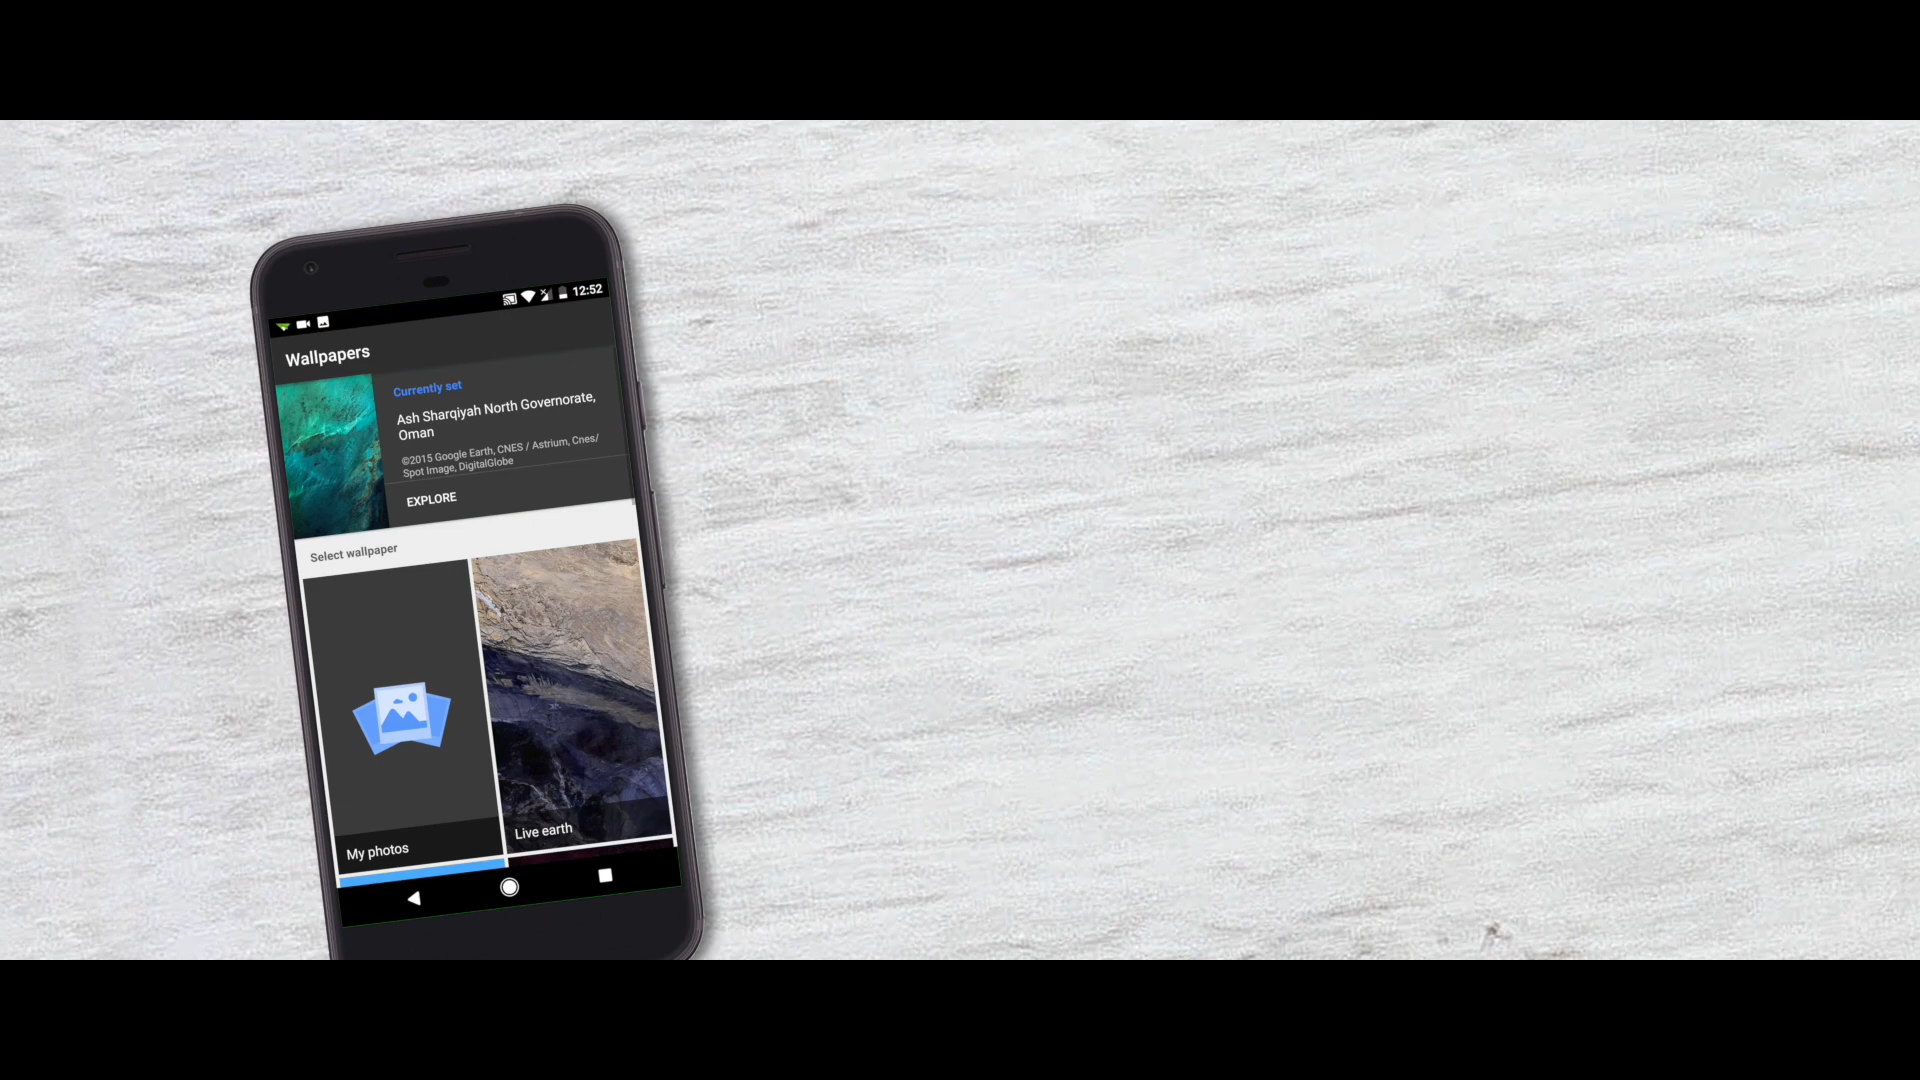 12:52
Wallpapers
Currently set
Ash Sharqiyah North Governorate,
Oman
©2015 Google Earth, CNES / Astrium, Cnes/
Spot Image, DigitalGlobe
EXPLORE
Select wallpaper
My photos
Live earth